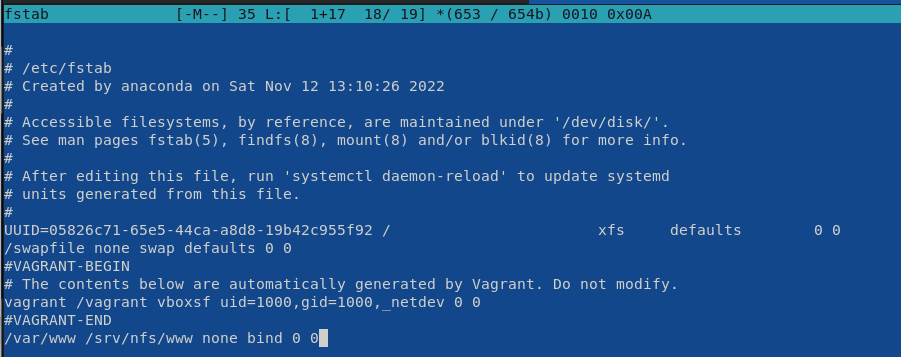 fstab [-M--] 35 L:[ 1+17 18/ 19] *(653 / 654b) 0010 0x00A
#
# /etc/fstab
# Created by anaconda on Sat Nov 12 13:10:26 2022
#
# Accessible filesystems, by reference, are maintained under '/dev/disk/'.
# See man pages fstab(5), findfs(8), mount(8) and/or blkid(8) for more info.
#
# After editing this file, run 'systemctl daemon-reload' to update systemd
# units generated from this file.
#
UUID=05826c71-65e5-44ca-a8d8-19b42c955f92 / xfs defaults 0 0
/swapfile none swap defaults 0 0
#VAGRANT-BEGIN
# The contents below are automatically generated by Vagrant. Do not modify.
vagrant /vagrant vboxsf uid=1000,gid=1000,_netdev 0 0
#VAGRANT-END
/var/www /srv/nfs/www none bind 0 0